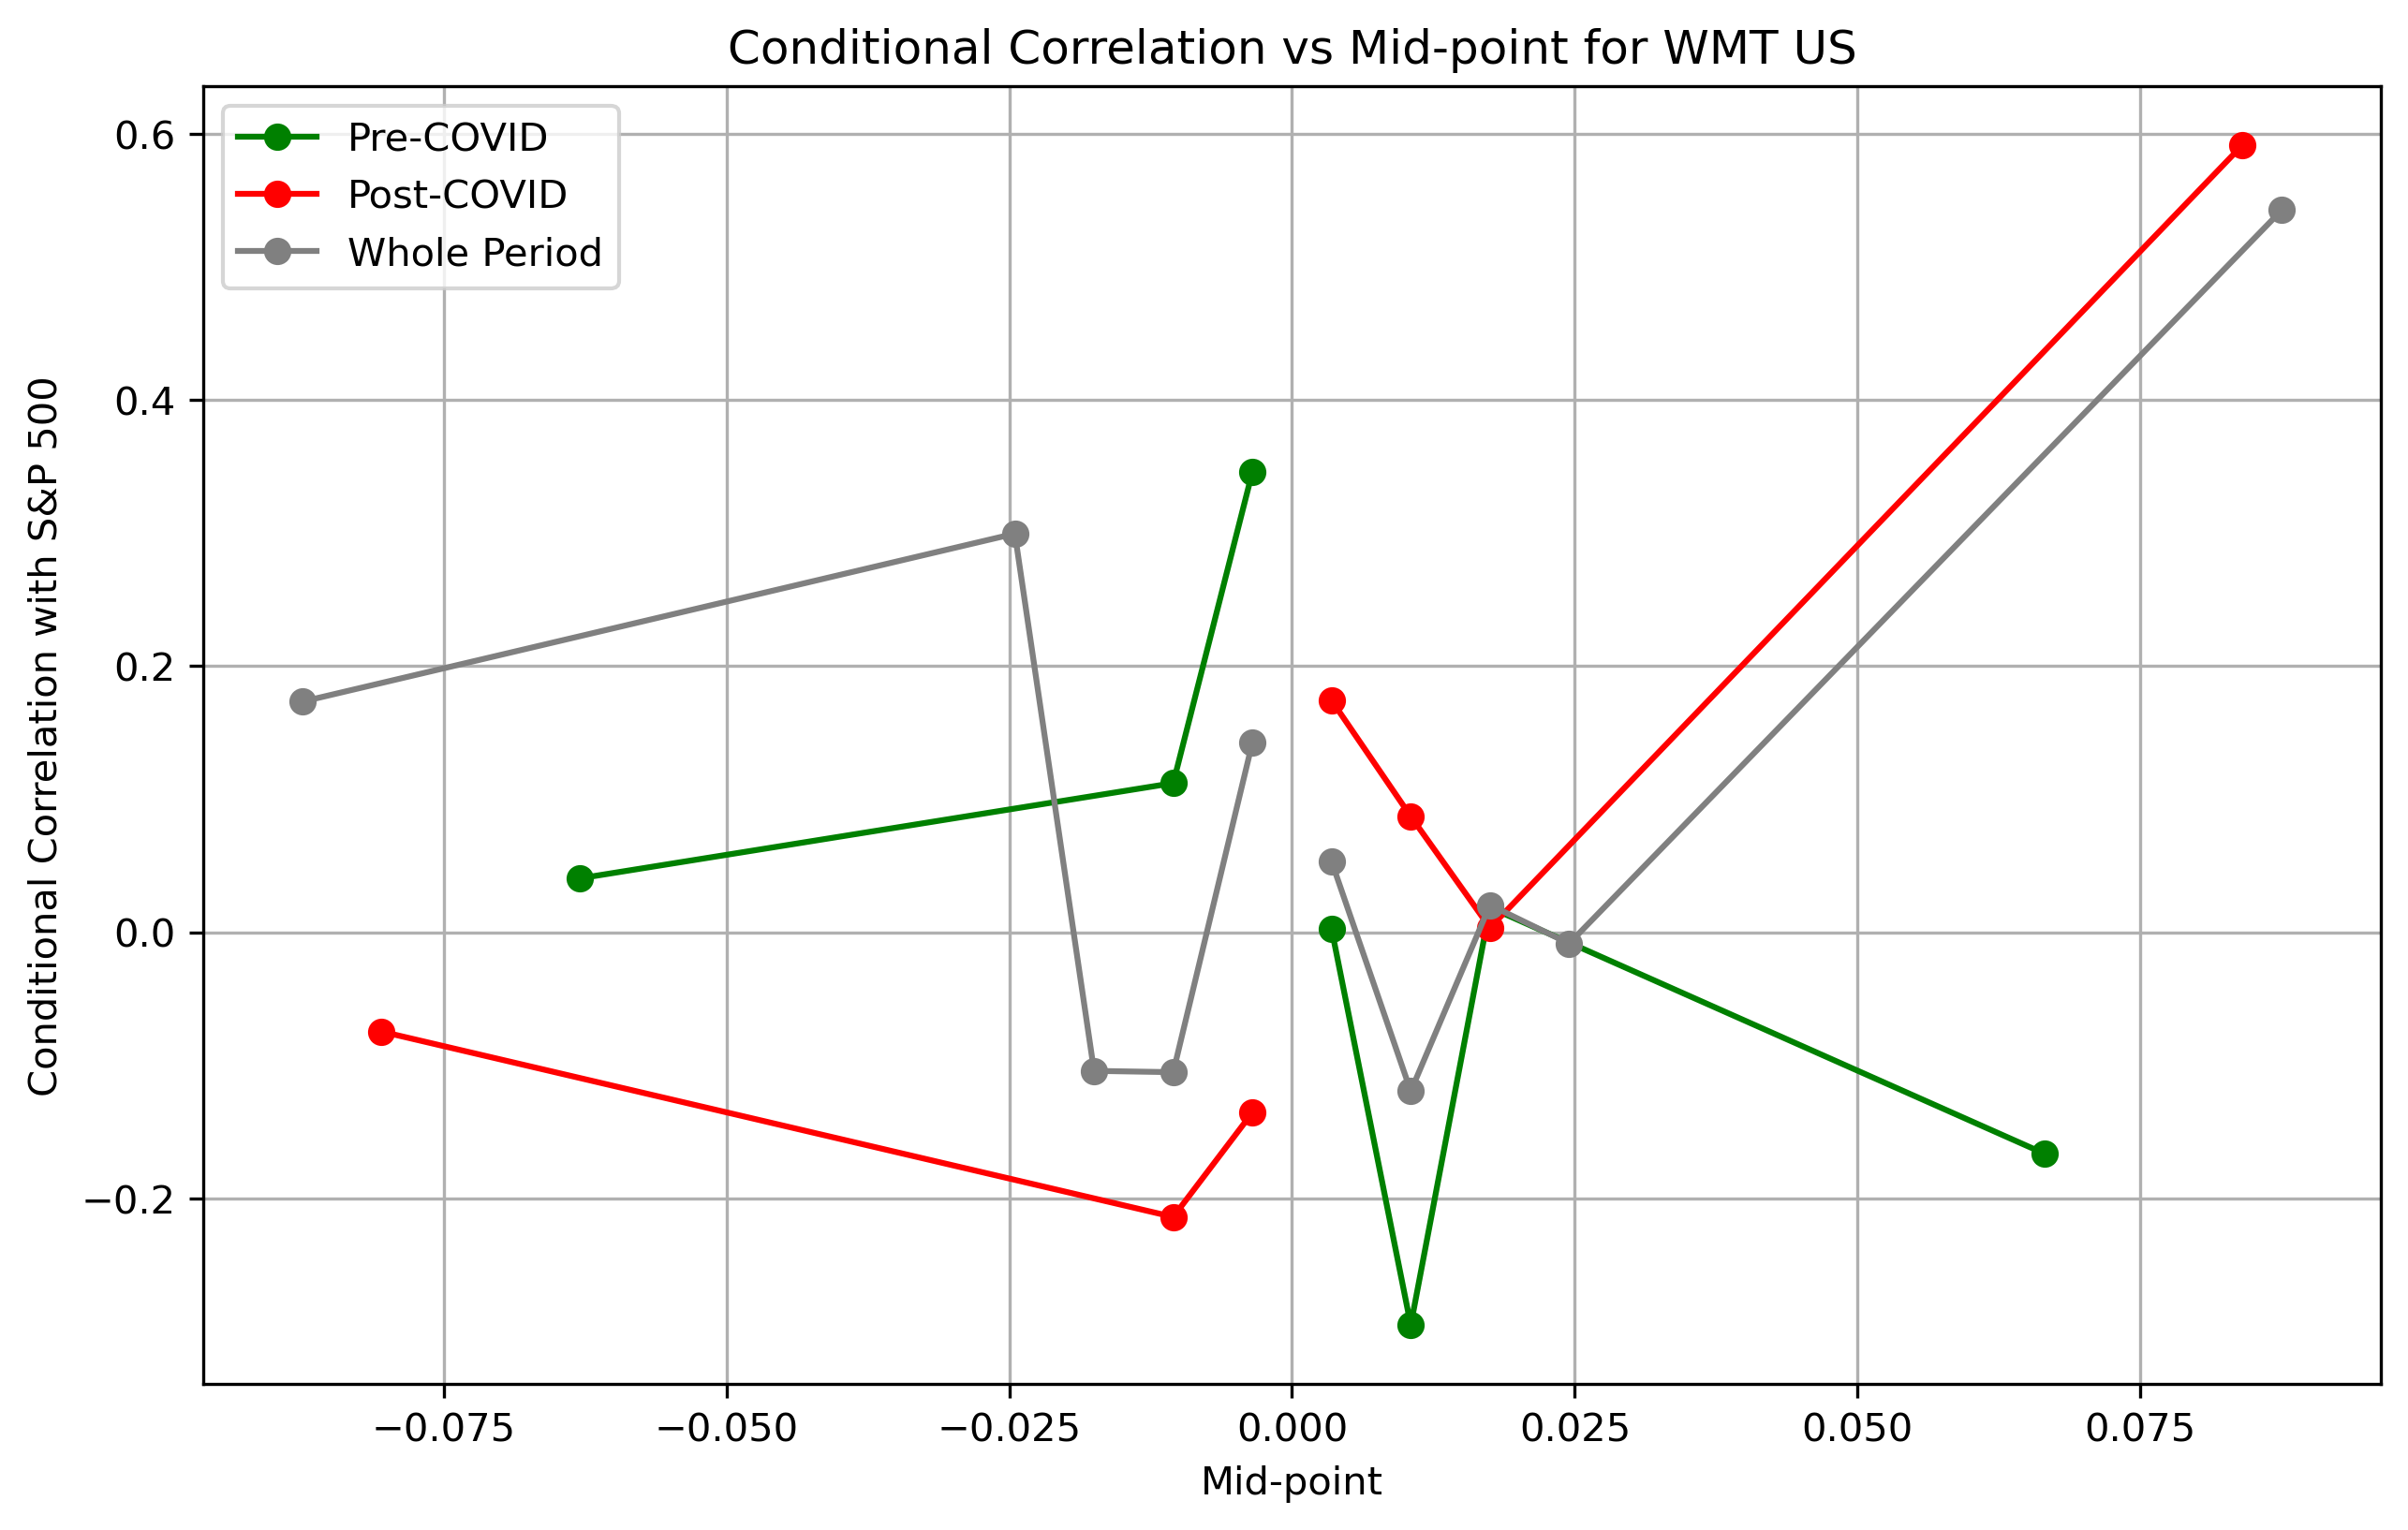 Conditional Correlation vs Mid-point for WMT US
Pre-COVID
Post-COVID
Whole Period
Conditional Correlation with S&P 500
0.6
0.4
0.2
0.0
−0.2
−0.075
−0.050
−0.025
0.000
0.025
0.050
0.075
Mid-point